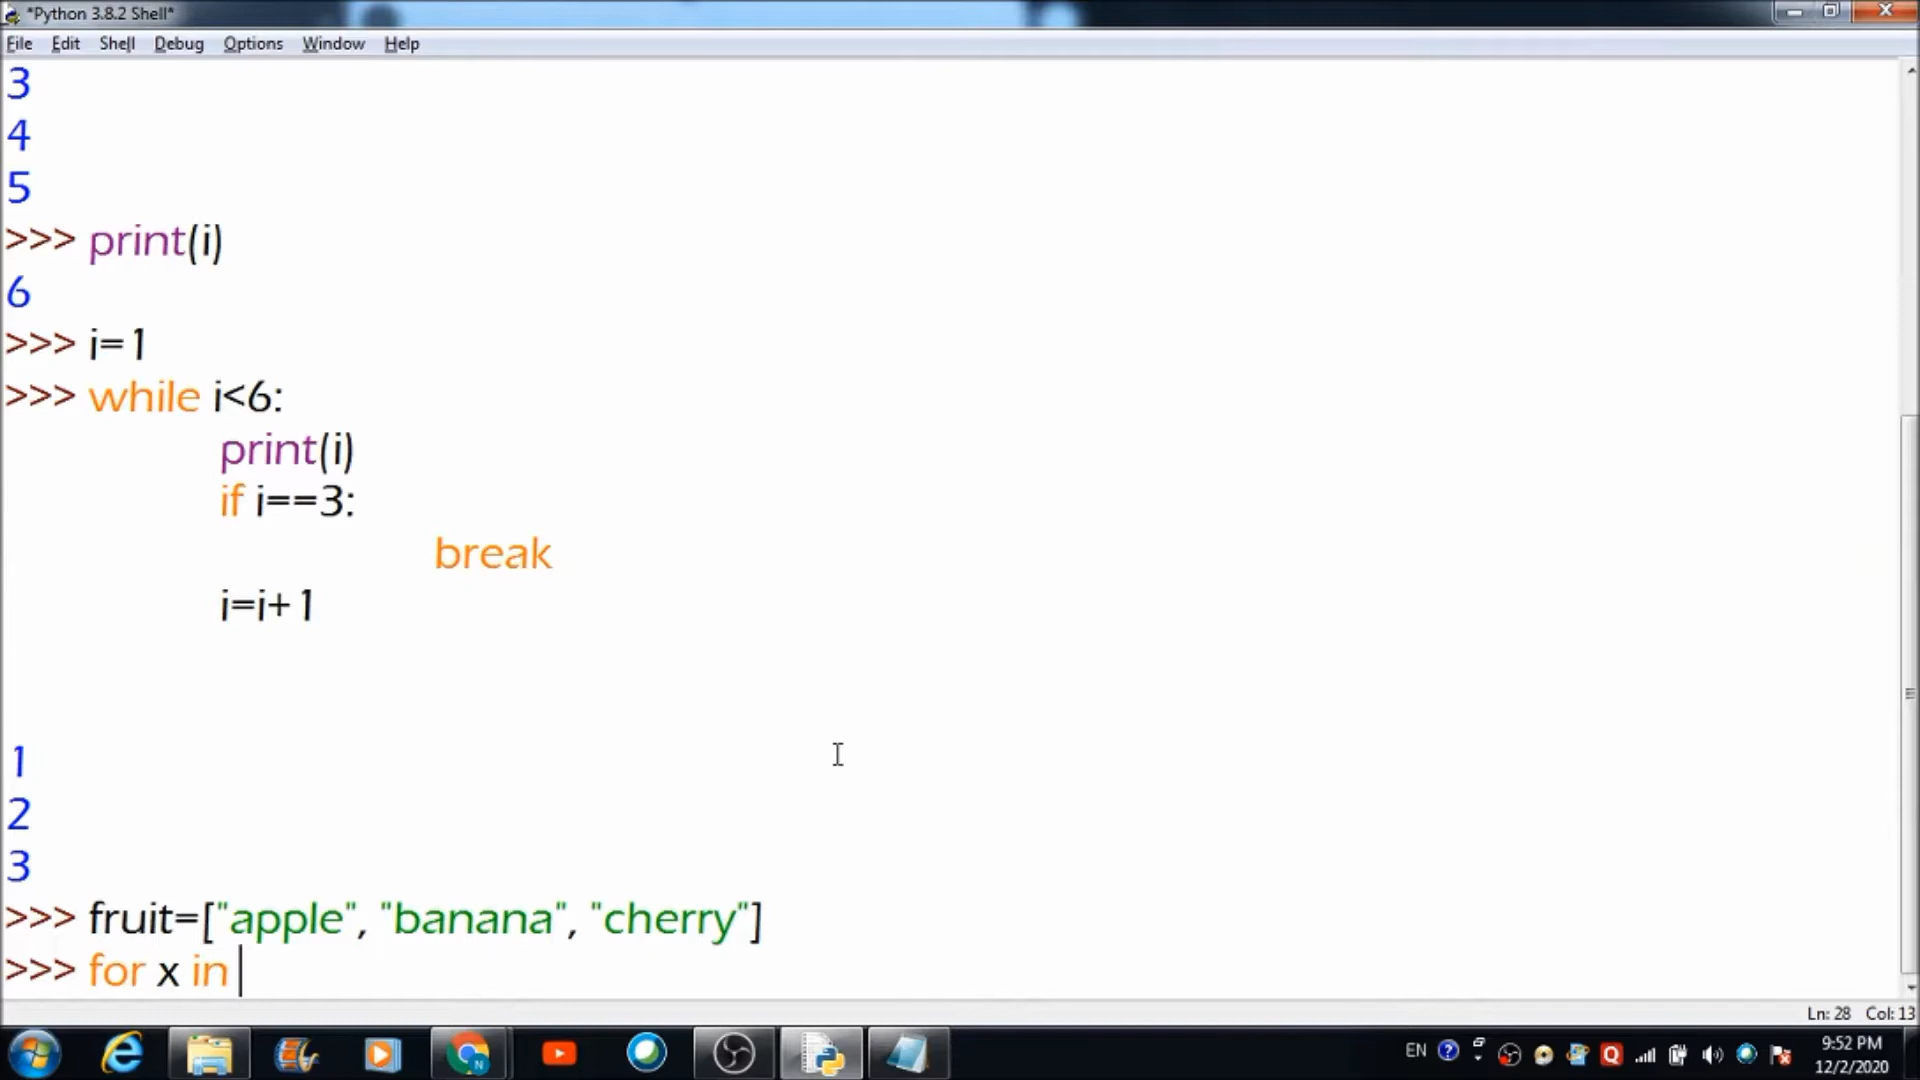 *Python 3.8.2 Shell*
File Edit Shell Debug Options Window Help
3
4
5
>>> print(i)
6
>>> i=1
>>> while i<6:
print(i)
if i==3:
break
i=i+1
1
2
3
>>> fruit=["apple", "banana", "cherry"]
>>> for x in
Ln: 28 Col: 13
EN
9:52 PM
12/2/2020